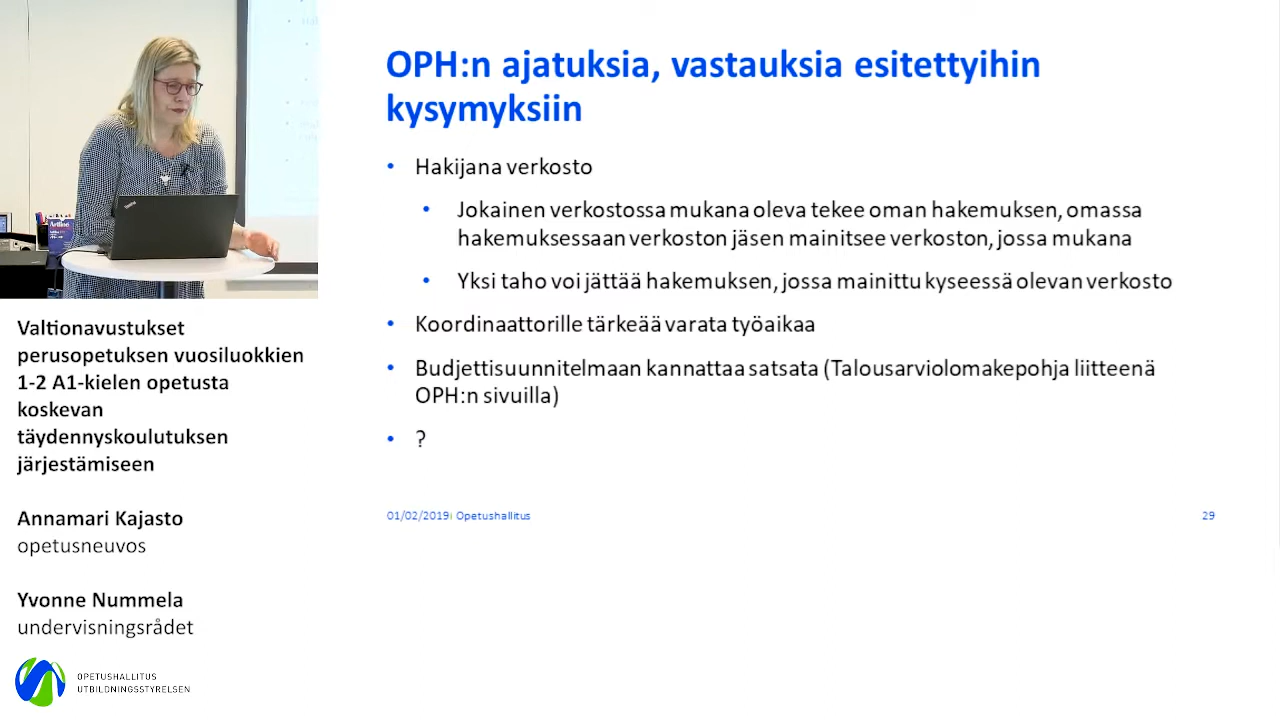 OPH:n ajatuksia, vastauksia esitettyihin
kysymyksiin
• Hakijana verkosto
• Jokainen verkostossa mukana oleva tekee oman hakemuksen, omassa
hakemuksessaan verkoston jäsen mainitsee verkoston, jossa mukana
• Yksi taho voi jättää hakemuksen, jossa mainittu kyseessä olevan verkosto
• Koordinaattorille tärkeää varata työaikaa
• Budjettisuunnitelmaan kannattaa satsata (Talousarviolomakepohja liitteenä
OPH:n sivuilla)
• ?
01/02/2019 Opetushallitus
29
Valtionavustukset
perusopetuksen vuosiluokkien
1-2 A1-kielen opetusta
koskevan
täydennyskoulutuksen
järjestämiseen
Annamari Kajasto
opetusneuvos
Yvonne Nummela
undervisningsrådet
OPETUSHALLITUS
UTBILDNINGSSTYRELSEN